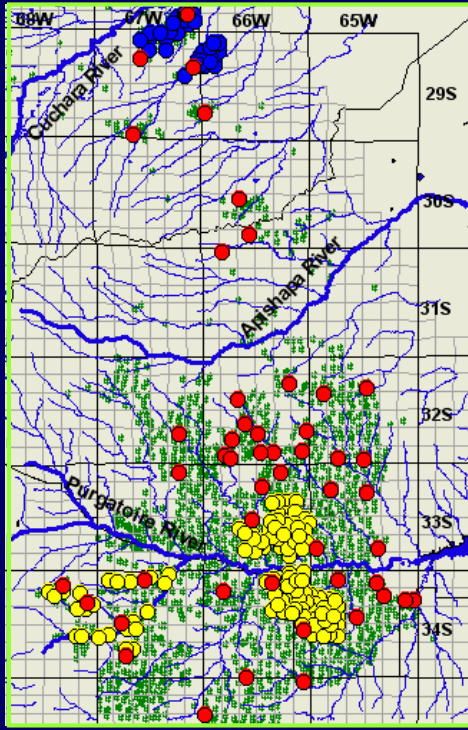 68W 67W 66W 65W
Cuchara River
29S
30S
Apishapa River
31S
32S
Purgatoire River
33S
34S